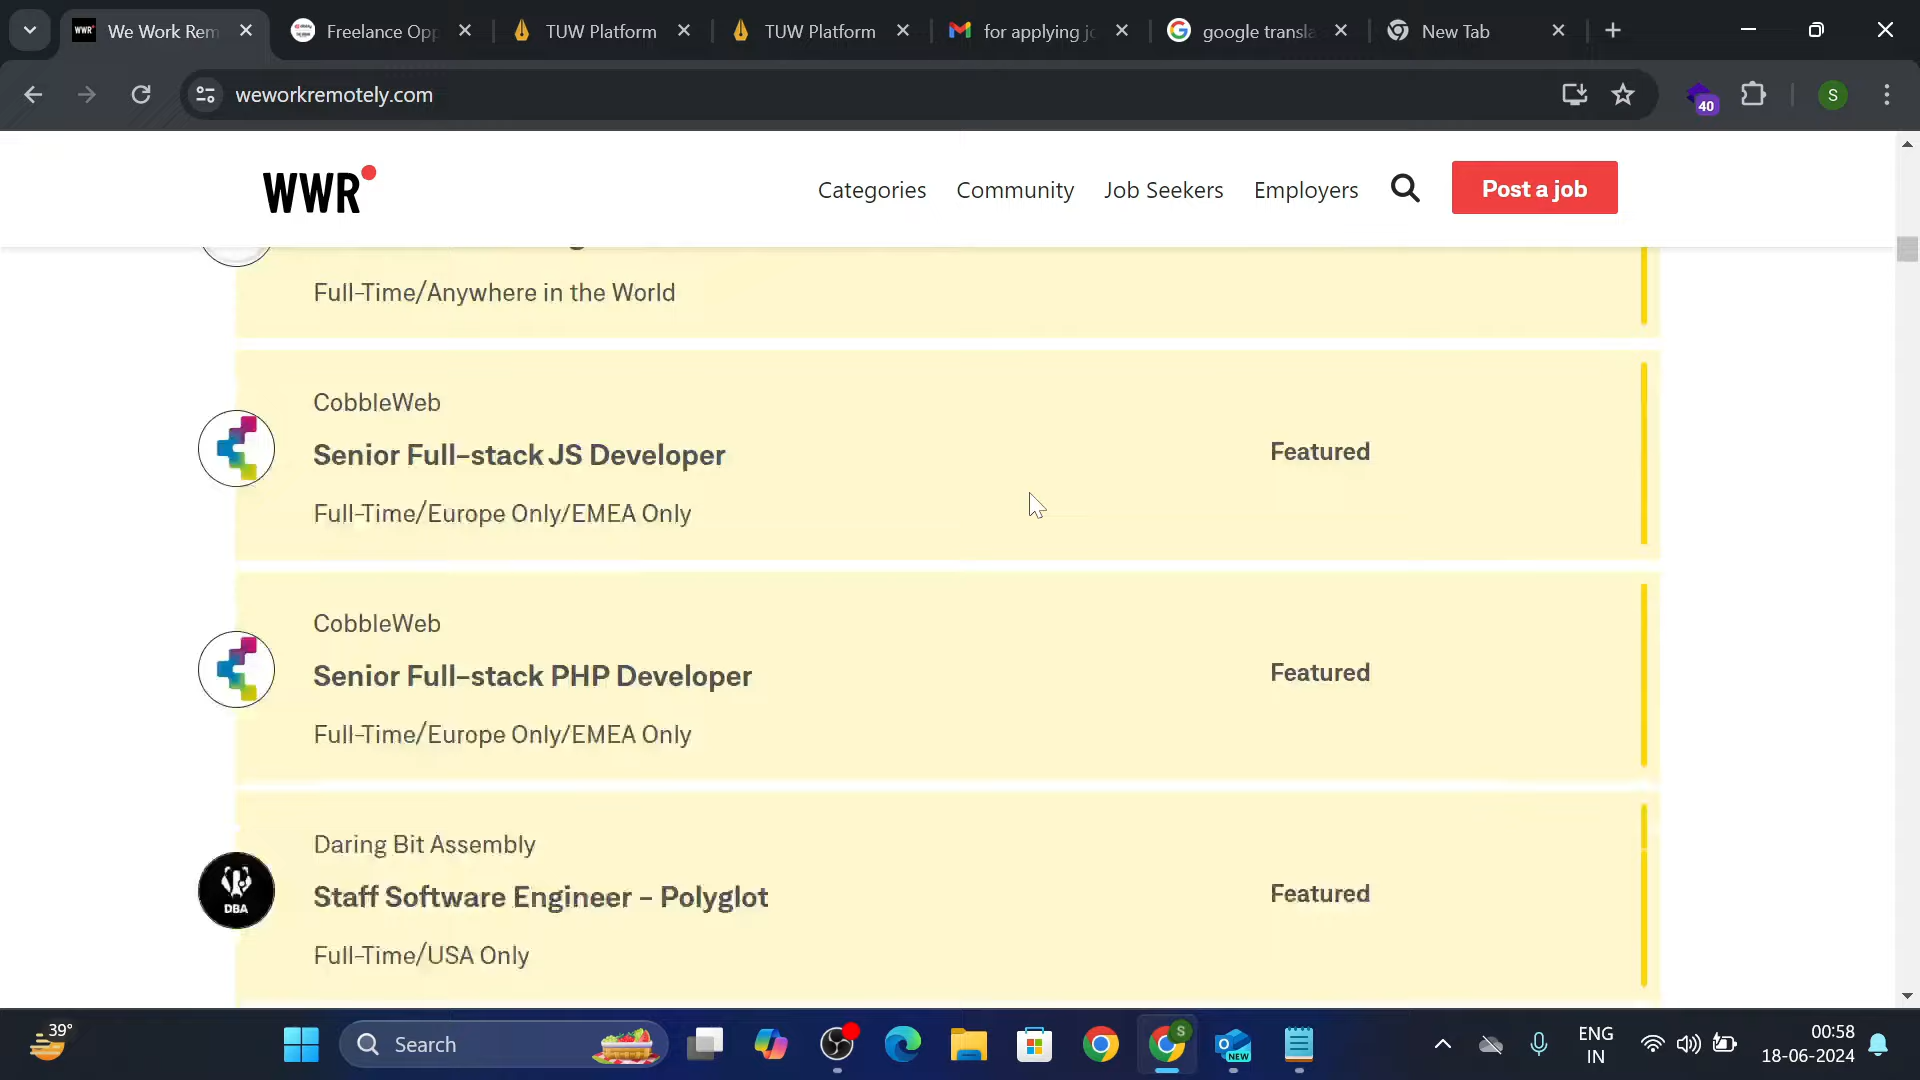 We Work Rem
Freelance Opp
TUW Platform
TUW Platform
for applying jo
google transla
New Tab
weworkremotely.com
40
S
WWR
Categories
Community
Job Seekers
Employers
Post a job
Full-Time/Anywhere in the World
CobbleWeb
Senior Full-stack JS Developer
Featured
Full-Time/Europe Only/EMEA Only
CobbleWeb
Senior Full-stack PHP Developer
Featured
Full-Time/Europe Only/EMEA Only
Daring Bit Assembly
DBA
Staff Software Engineer - Polyglot
Featured
Full-Time/USA Only
39°
Search
S
NEW
ENG
IN
00:58
18-06-2024